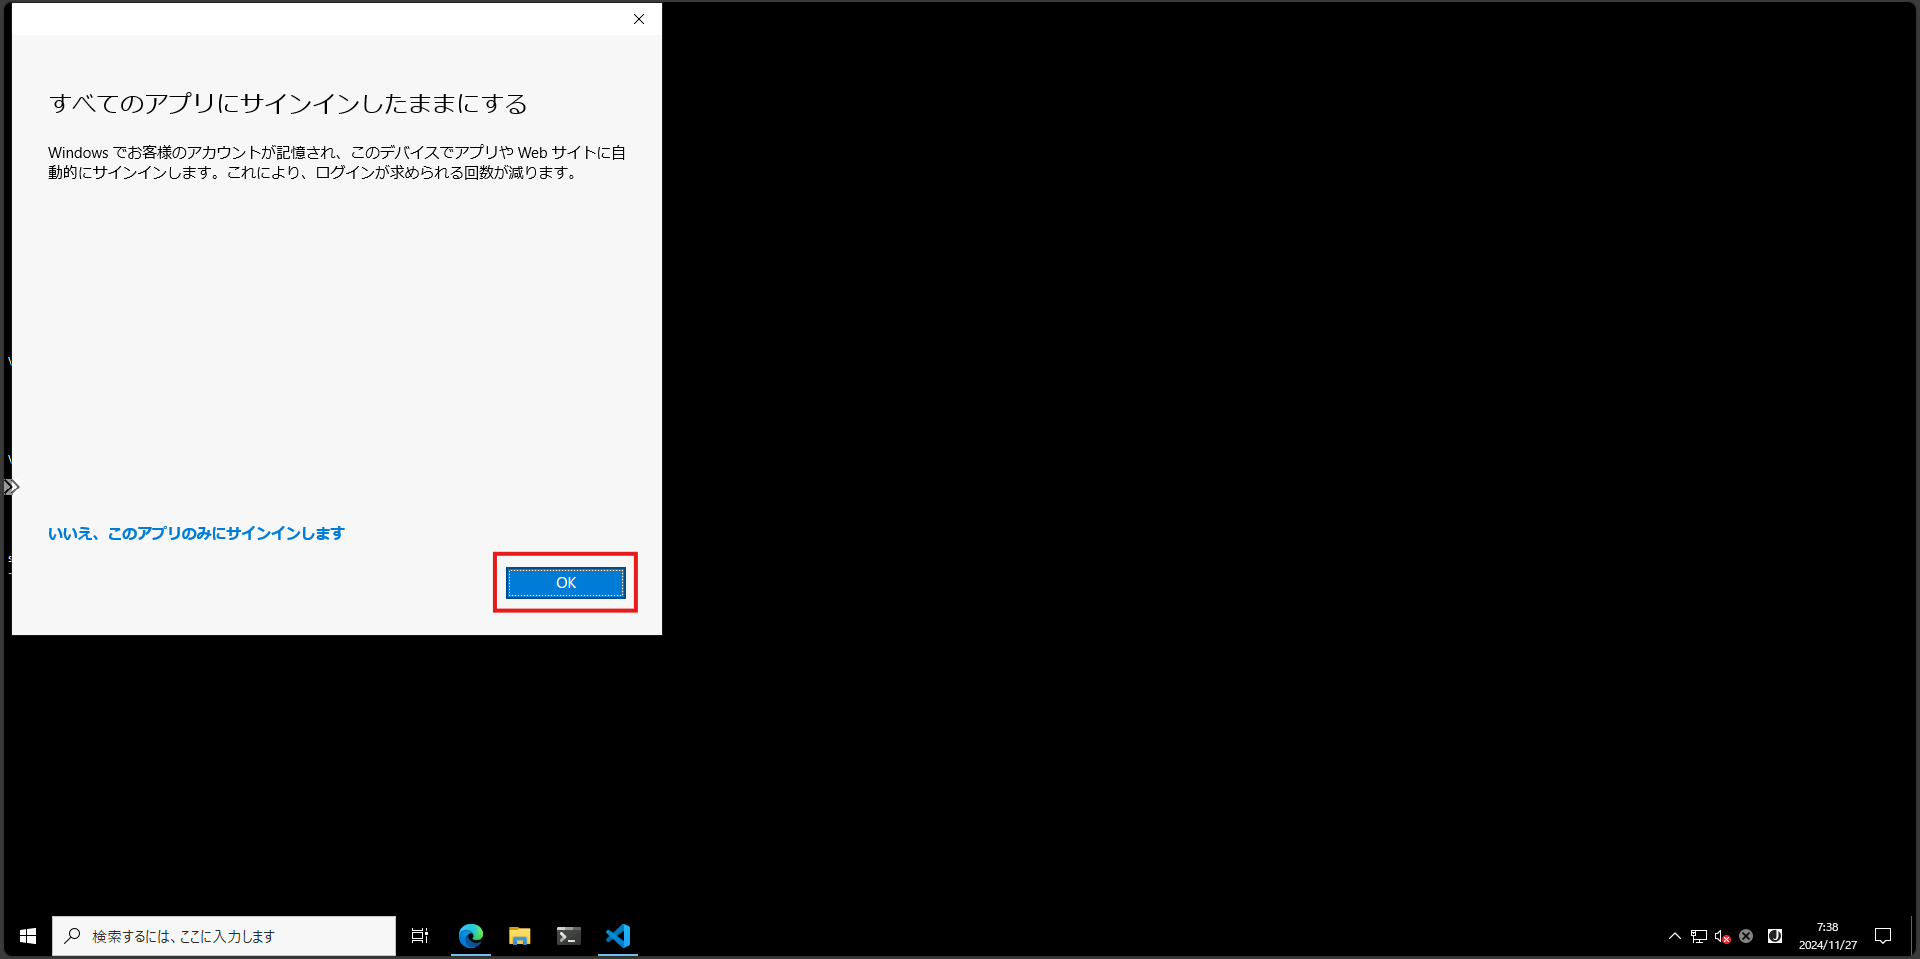 すべてのアプリにサインインしたままにする
Windows でお客様のアカウントが記憶され、このデバイスでアプリや Web サイトに自
動的にサインインします。これにより、ログインが求められる回数が減ります。
いいえ、このアプリのみにサインインします
OK
検索するには、ここに入力します
7:38
2024/11/27